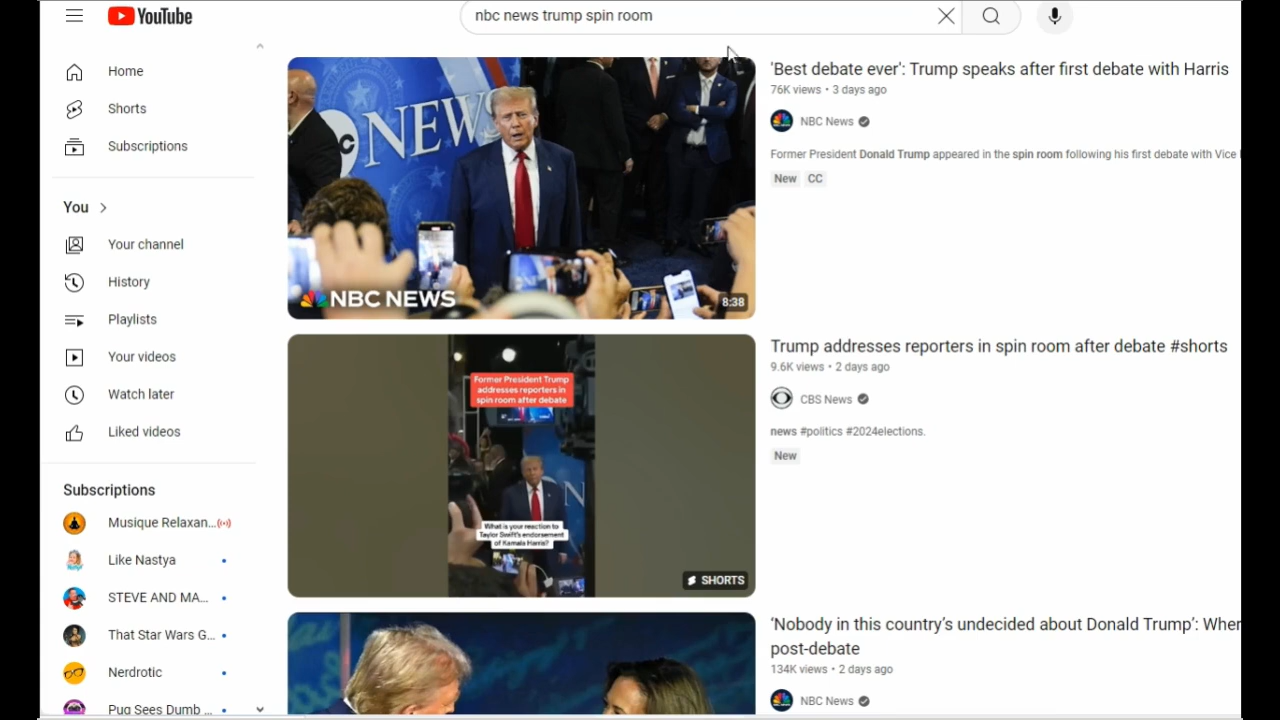 YouTube
nbc news trump spin room
Home
Shorts
Subscriptions
You
Your channel
History
Playlists
Your videos
Watch later
Liked videos
Subscriptions
Musique Relaxan...
Like Nastya
STEVE AND MA...
That Star Wars G...
Nerdrotic
Pug Sees Dumb ...
NEWS
NBC NEWS
8:38
'Best debate ever': Trump speaks after first debate with Harris
76K views • 3 days ago
NBC News
Former President Donald Trump appeared in the spin room following his first debate with Vice
New CC
Former President Trump
addresses reporters in
spin room after debate
What is your reaction to
Taylor Swift's endorsement
of Kamala Harris?
SHORTS
Trump addresses reporters in spin room after debate #shorts
9.6K views • 2 days ago
CBS News
news #politics #2024elections.
New
‘Nobody in this country’s undecided about Donald Trump’: Wher
post-debate
134K views • 2 days ago
NBC News